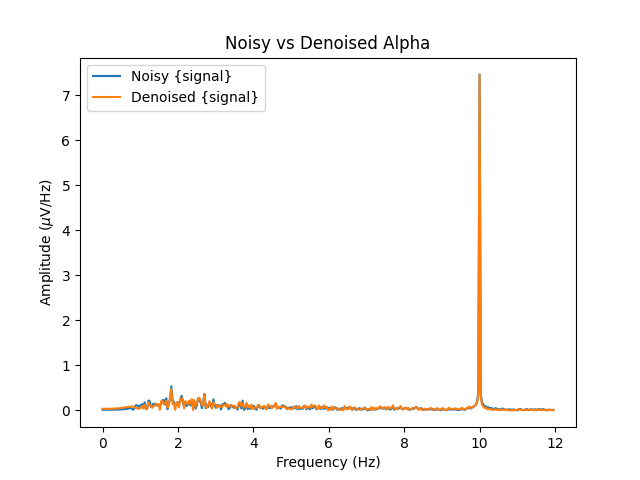 Noisy vs Denoised Alpha
Noisy {signal}
Denoised {signal}
Amplitude (μV/Hz)
7
6
5
4
3
2
1
0
0 2 4 6 8 10 12
Frequency (Hz)